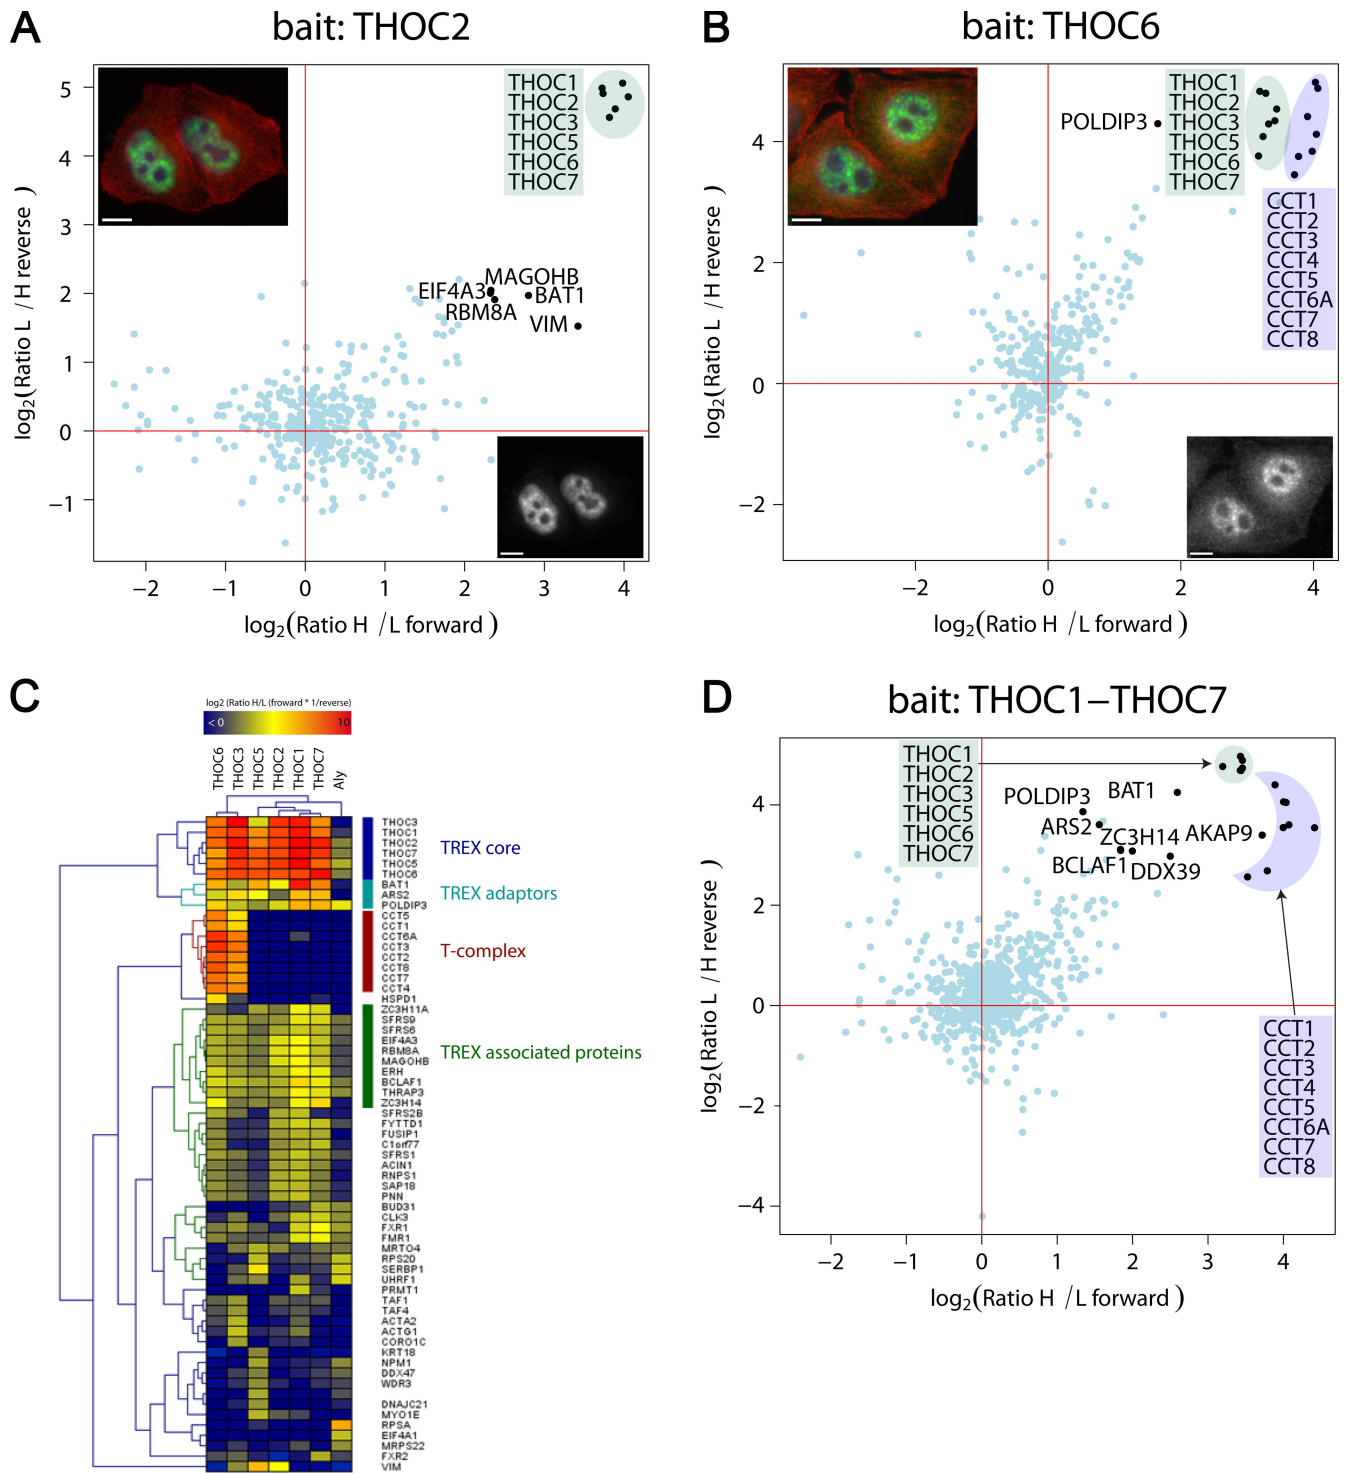 A
bait: THOC2
THOC1
THOC2
THOC3
THOC5
THOC6
THOC7
MAGOHB
EIF4A3
BAT1
RBM8A
VIM
5
4
3
2
1
0
−1
log2(Ratio L / H reverse )
−2 −1 0 1 2 3 4
log2(Ratio H /L forward )
B
bait: THOC6
POLDIP3
THOC1
THOC2
THOC3
THOC5
THOC6
THOC7
CCT1
CCT2
CCT3
CCT4
CCT5
CCT6A
CCT7
CCT8
4
2
0
−2
log2(Ratio L / H reverse )
−2 0 2 4
log2(Ratio H /L forward )
C
log2 (Ratio H/L (froward * 1/reverse)
< 0 10
THOC6
THOC3
THOC5
THOC2
THOC1
THOC7
Aly
THOC3
THOC1
THOC2
THOC7
THOC5
THOC6
BAT1
ARS2
POLDIP3
CCT5
CCT1
CCT6A
CCT3
CCT2
CCT8
CCT7
CCT4
HSPD1
ZC3H11A
SFRS9
SFRS6
EIF4A3
RBM8A
MAGOHB
ERH
BCLAF1
THRAP3
ZC3H14
SFRS2B
FYTTD1
FUSIP1
C1orf77
SFRS1
ACIN1
RNPS1
SAP18
PNN
BUD31
CLK3
FXR1
FMR1
MRTO4
RPS20
SERBP1
UHRF1
PRMT1
TAF1
TAF4
ACTA2
ACTG1
CORO1C
KRT18
NPM1
DDX47
WDR3
DNAJC21
MYO1E
RPSA
EIF4A1
MRPS22
FXR2
VIM
TREX core
TREX adaptors
T-complex
TREX associated proteins
D
bait: THOC1−THOC7
THOC1
THOC2
THOC3
THOC5
THOC6
THOC7
POLDIP3
BAT1
ARS2
ZC3H14
AKAP9
BCLAF1
DDX39
CCT1
CCT2
CCT3
CCT4
CCT5
CCT6A
CCT7
CCT8
4
2
0
−2
−4
log2(Ratio L / H reverse )
−2 −1 0 1 2 3 4
log2(Ratio H /L forward )